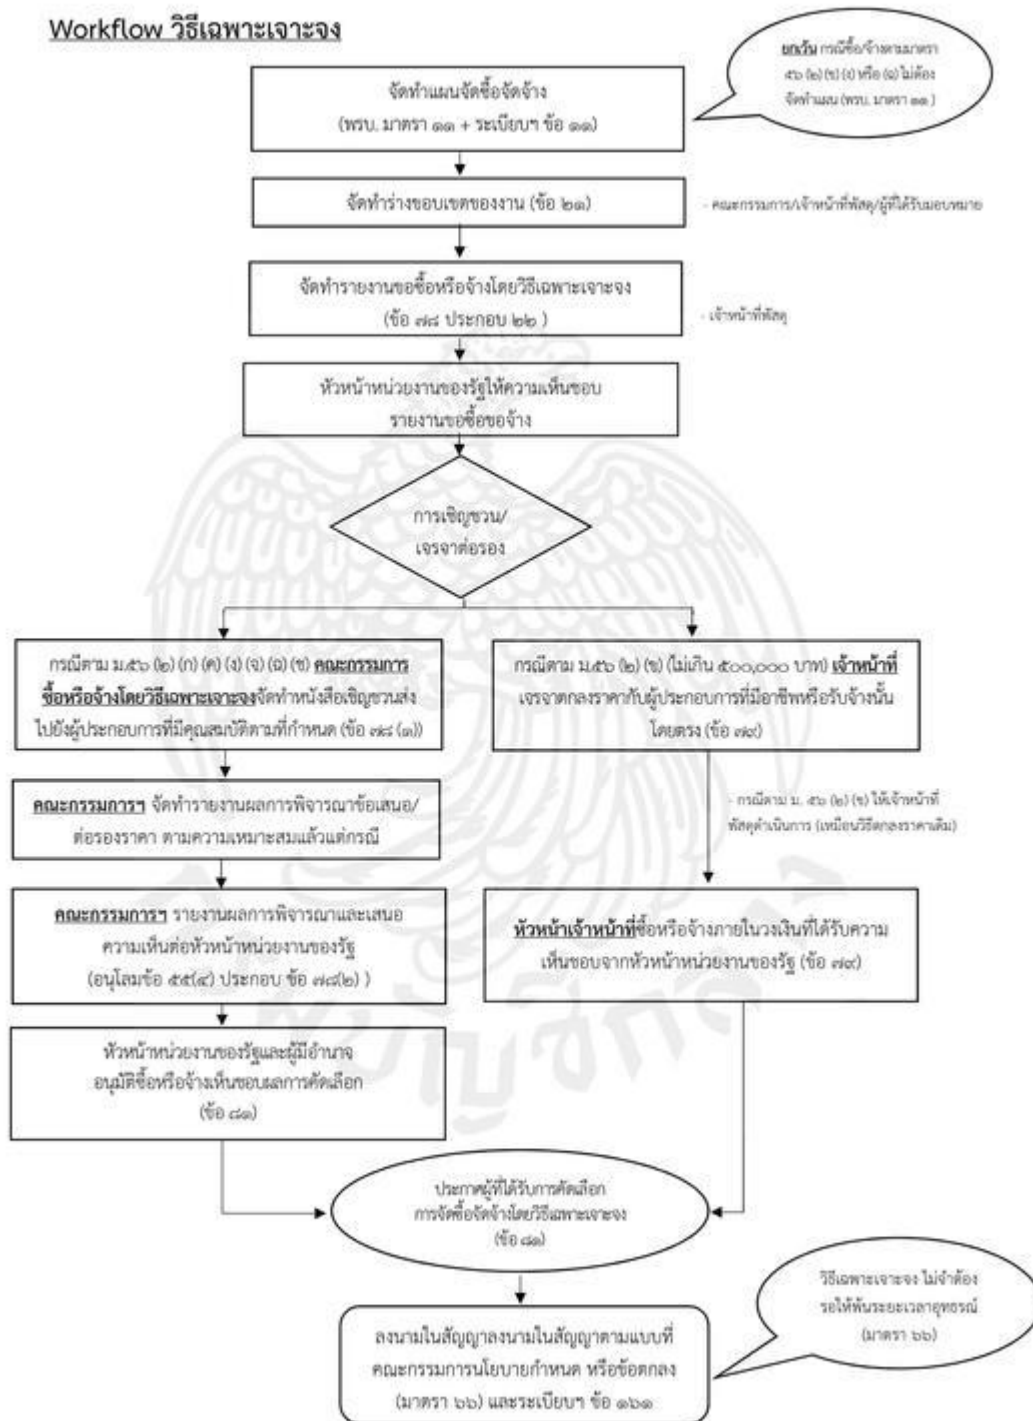 Workflow วิธีเฉพาะเจาะจง
ยกเว้น กรณีซื้อ/จ้างตามมาตรา
๕๖ (๒) (ข) (ง) หรือ (ฉ) ไม่ต้อง
จัดทำแผน (พรบ. มาตรา ๑๑ )
จัดทำแผนจัดซื้อจัดจ้าง
(พรบ. มาตรา ๑๑ + ระเบียบฯ ข้อ ๑๑)
จัดทำร่างขอบเขตของงาน (ข้อ ๒๑)
- คณะกรรมการ/เจ้าหน้าที่พัสดุ/ผู้ที่ได้รับมอบหมาย
จัดทำรายงานขอซื้อหรือจ้างโดยวิธีเฉพาะเจาะจง
(ข้อ ๗๘ ประกอบ ๒๒ )
- เจ้าหน้าที่พัสดุ
หัวหน้าหน่วยงานของรัฐให้ความเห็นชอบ
รายงานขอซื้อขอจ้าง
การเชิญชวน/
เจรจาต่อรอง
กรณีตาม ม.๕๖ (๒) (ก) (ค) (ง) (จ) (ฉ) (ช) คณะกรรมการ
ซื้อหรือจ้างโดยวิธีเฉพาะเจาะจงจัดทำหนังสือเชิญชวนส่ง
ไปยังผู้ประกอบการที่มีคุณสมบัติตามที่กำหนด (ข้อ ๗๘ (๑))
กรณีตาม ม.๕๖ (๒) (ข) (ไม่เกิน ๕๐๐,๐๐๐ บาท) เจ้าหน้าที่
เจรจาตกลงราคากับผู้ประกอบการที่มีอาชีพหรือรับจ้างนั้น
โดยตรง (ข้อ ๗๙)
คณะกรรมการฯ จัดทำรายงานผลการพิจารณาข้อเสนอ/
ต่อรองราคา ตามความเหมาะสมแล้วแต่กรณี
- กรณีตาม ม. ๕๖ (๒) (ข) ให้เจ้าหน้าที่
พัสดุดำเนินการ (เหมือนวิธีตกลงราคาเดิม)
คณะกรรมการฯ รายงานผลการพิจารณาและเสนอ
ความเห็นต่อหัวหน้าหน่วยงานของรัฐ
(อนุโลมข้อ ๕๕(๔) ประกอบ ข้อ ๗๘(๒) )
หัวหน้าเจ้าหน้าที่ซื้อหรือจ้างภายในวงเงินที่ได้รับความ
เห็นชอบจากหัวหน้าหน่วยงานของรัฐ (ข้อ ๗๙)
หัวหน้าหน่วยงานของรัฐและผู้มีอำนาจ
อนุมัติซื้อหรือจ้างเห็นชอบผลการคัดเลือก
(ข้อ ๘๑)
ประกาศผู้ที่ได้รับการคัดเลือก
การจัดซื้อจัดจ้างโดยวิธีเฉพาะเจาะจง
(ข้อ ๘๑)
วิธีเฉพาะเจาะจง ไม่จำต้อง
รอให้พ้นระยะเวลาอุทธรณ์
(มาตรา ๖๖)
ลงนามในสัญญาลงนามในสัญญาตามแบบที่
คณะกรรมการนโยบายกำหนด หรือข้อตกลง
(มาตรา ๖๖) และระเบียบฯ ข้อ ๑๖๑